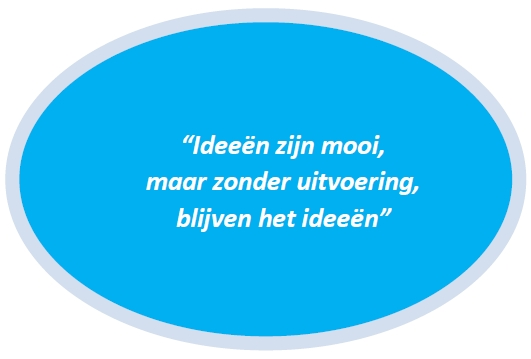 “Ideeën zijn mooi,
maar zonder uitvoering,
blijven het ideeën”